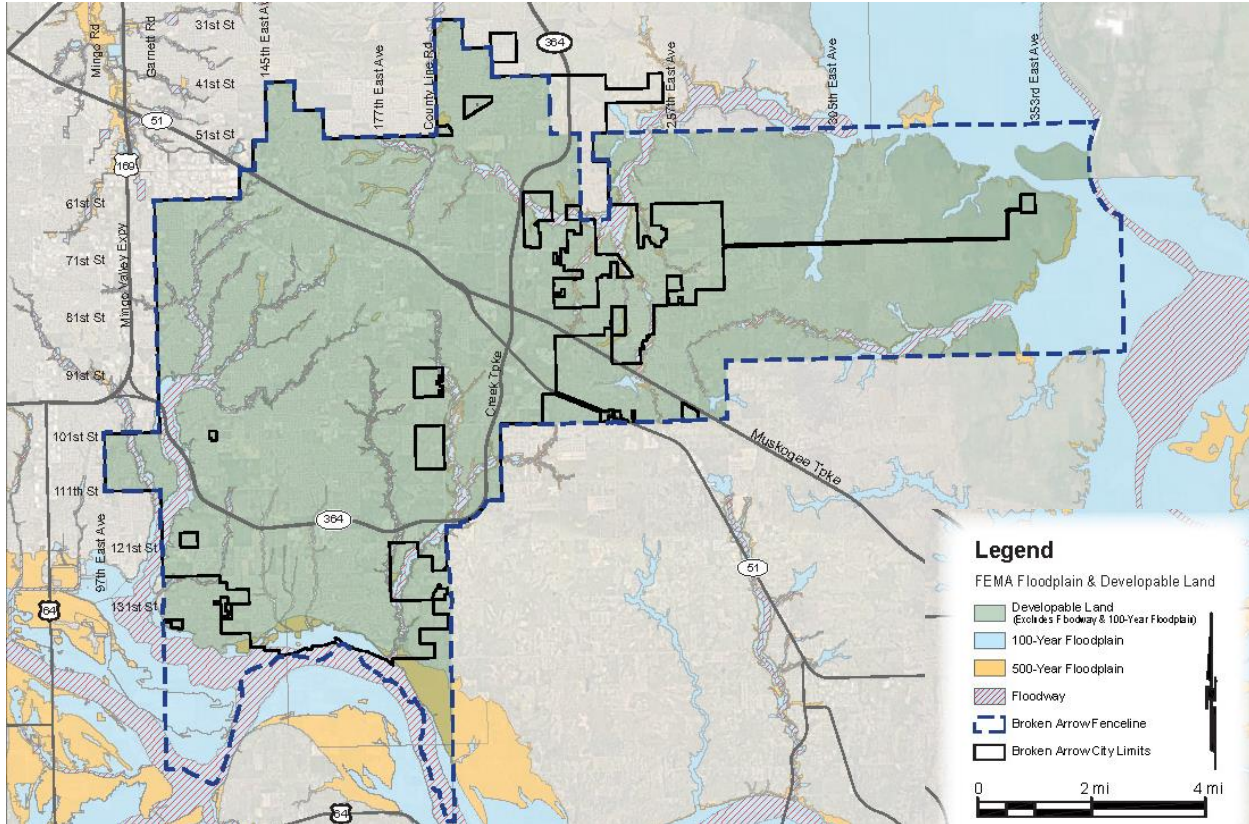 31st St
41st St
51st St
61st St
71st St
81st St
91st St
101st St
111th St
121st St
131st St
Mingo Rd
Garnett Rd
145th East Ave
177th East Ave
County Line Rd
257th East Ave
305th East Ave
353rd East Ave
Mingo Valley Expy
97th East Ave
Creek Tpke
Muskogee Tpke
51
169
364
364
51
64
64
Legend
FEMA Floodplain & Developable Land
Developable Land
(Excludes Floodway & 100-Year Floodplain)
100-Year Floodplain
500-Year Floodplain
Floodway
Broken Arrow Fenceline
Broken Arrow City Limits
0 2 mi 4 mi